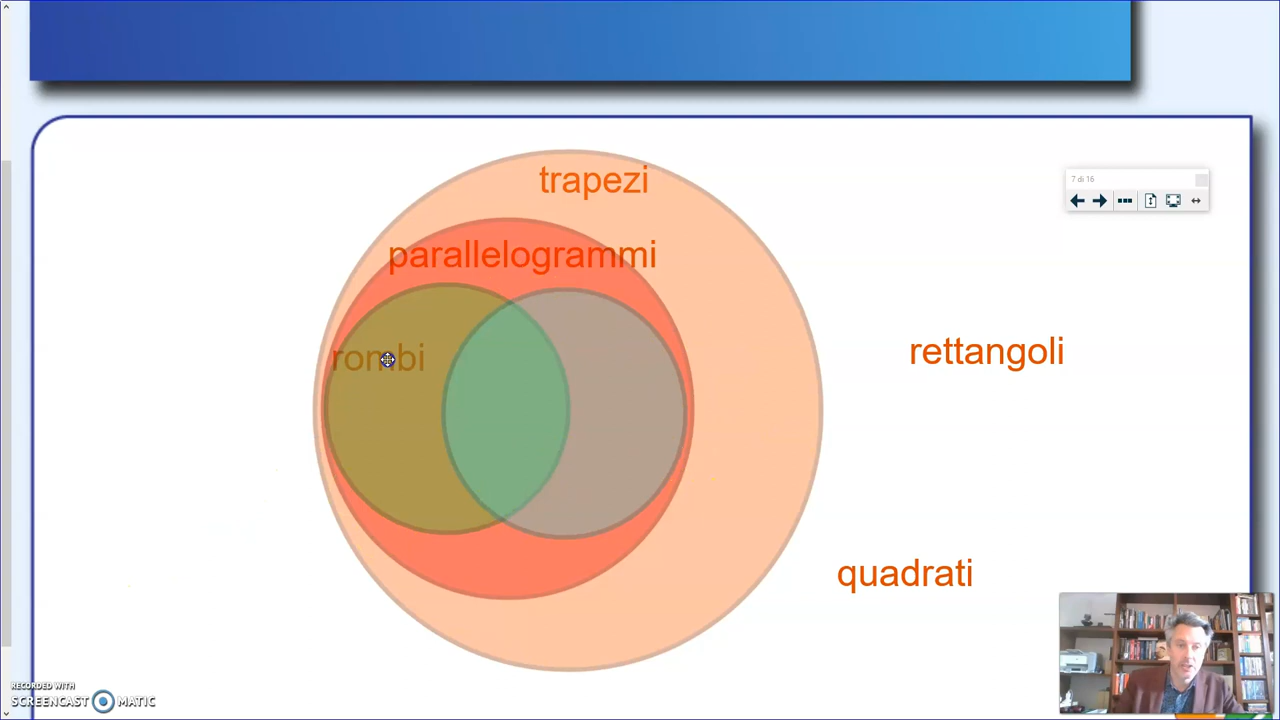 trapezi
7 di 16
parallelogrammi
rombi
rettangoli
quadrati
RECORDED WITH
SCREENCAST MATIC